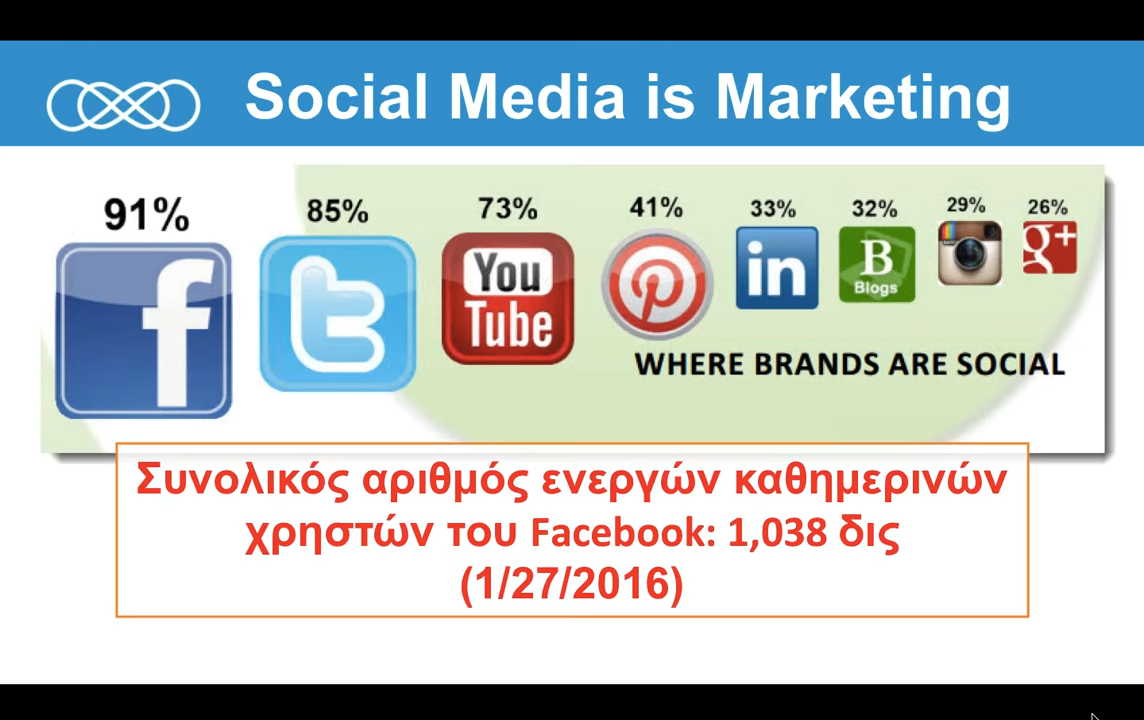 Social Media is Marketing
91% 85% 73% 41% 33% 32% 29% 26%
f t You Tube P in B Blogs g+
WHERE BRANDS ARE SOCIAL
Συνολικός αριθμός ενεργών καθημερινών
χρηστών του Facebook: 1,038 δις
(1/27/2016)